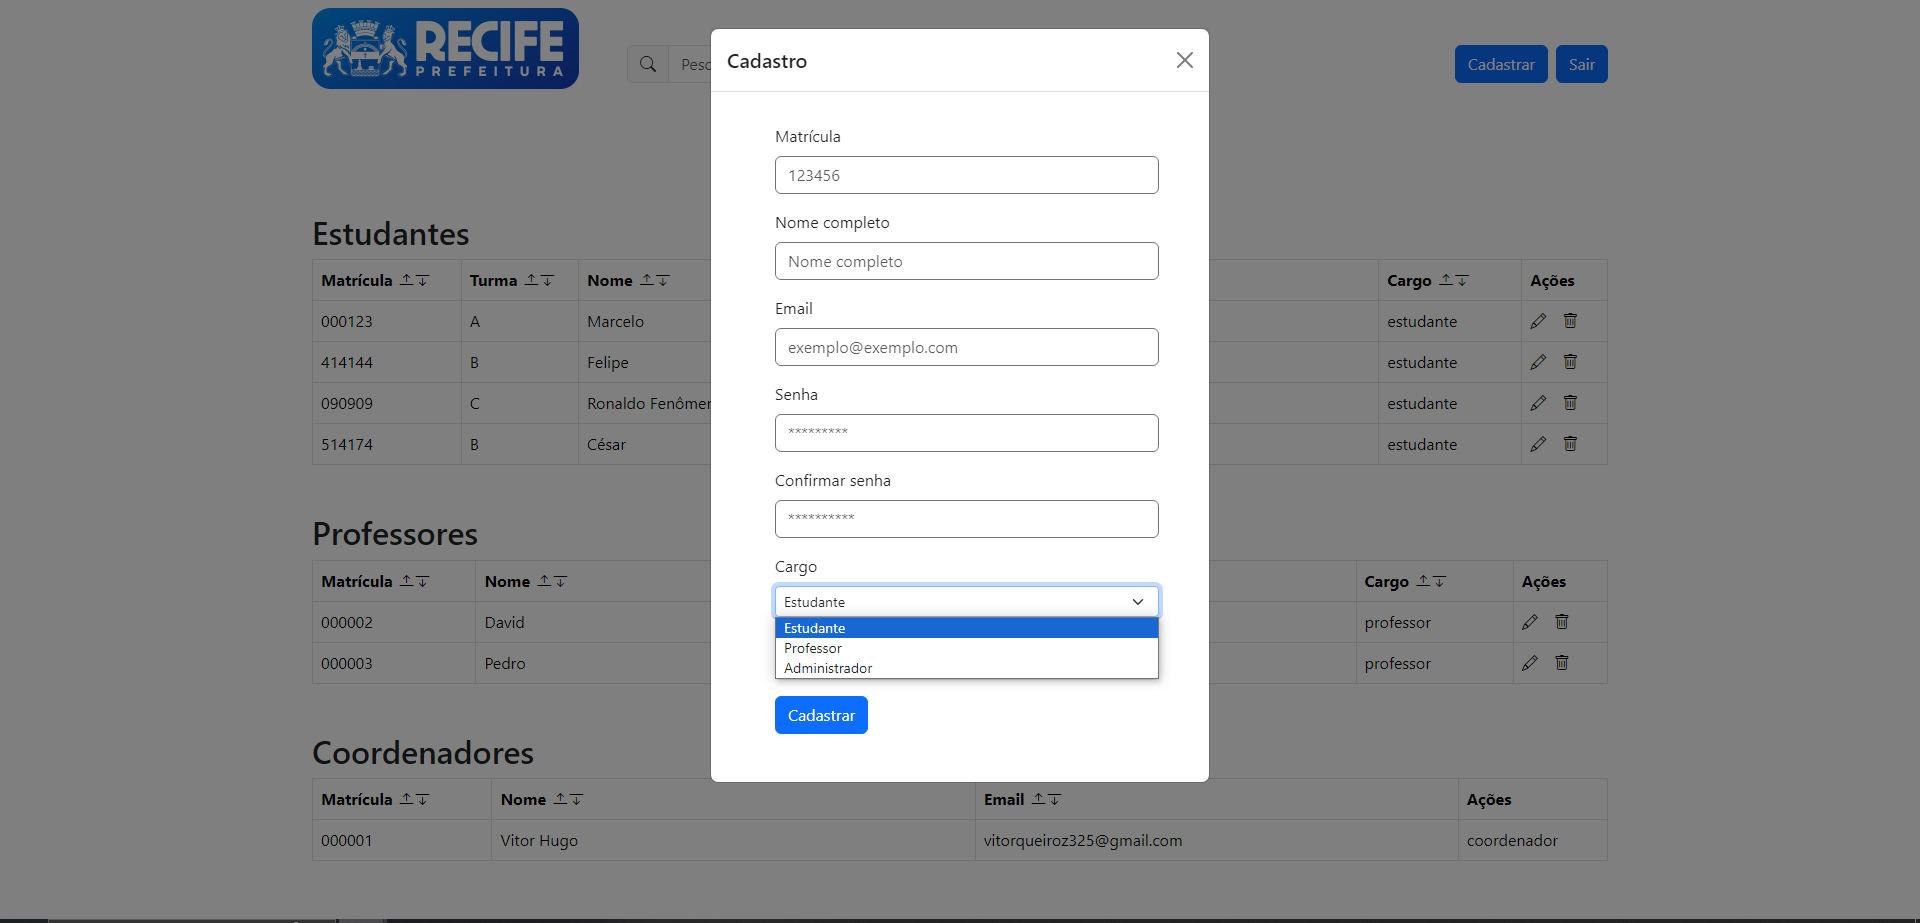 RECIFE
PREFEITURA
Pesq
Cadastrar
Sair
Cadastro
Matrícula
123456
Nome completo
Nome completo
Email
exemplo@exemplo.com
Senha
*********
Confirmar senha
**********
Cargo
Estudante
Estudante
Professor
Administrador
Cadastrar
Estudantes
Matrícula Turma Nome Cargo Ações
000123 A Marcelo estudante
414144 B Felipe estudante
090909 C Ronaldo Fenômen estudante
514174 B César estudante
Professores
Matrícula Nome Cargo Ações
000002 David professor
000003 Pedro professor
Coordenadores
Matrícula Nome Email Ações
000001 Vitor Hugo vitorqueiroz325@gmail.com coordenador